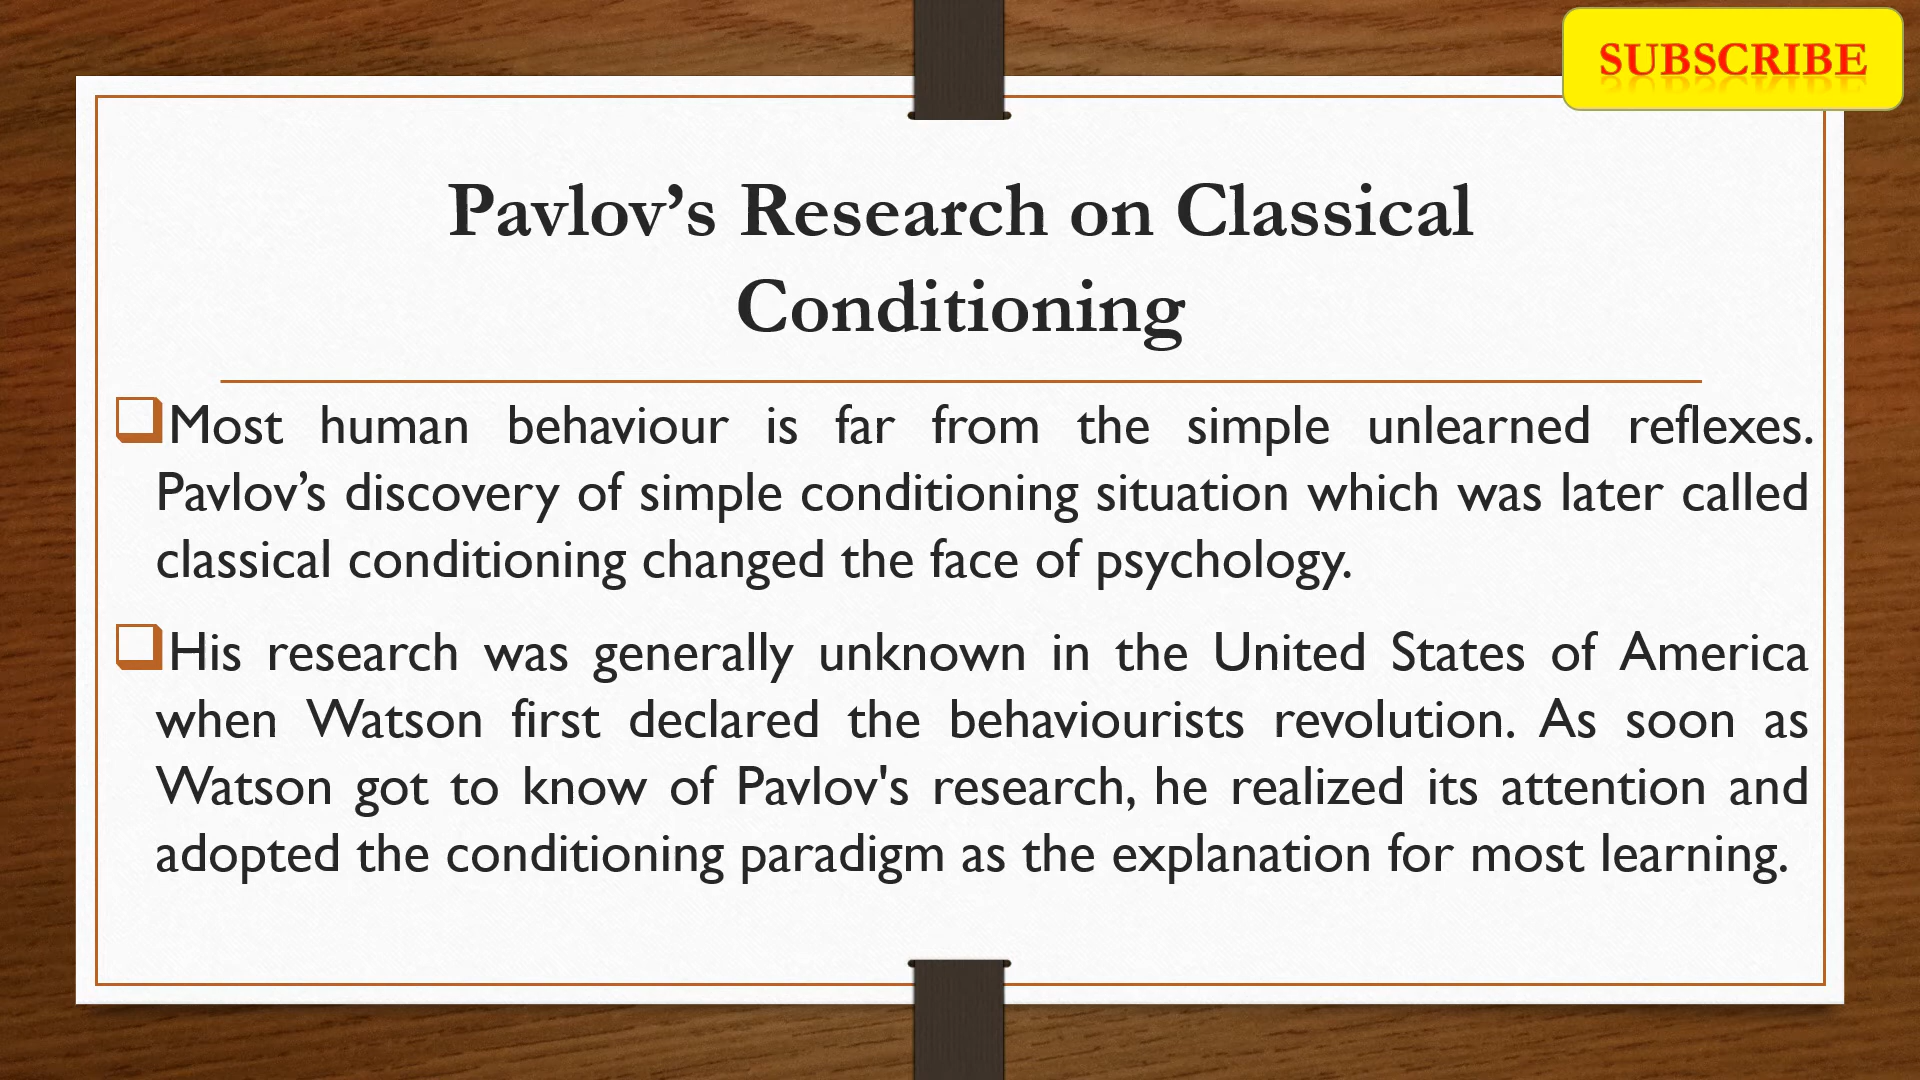 SUBSCRIBE
Pavlov’s Research on Classical
Conditioning
Most human behaviour is far from the simple unlearned reflexes.
Pavlov’s discovery of simple conditioning situation which was later called
classical conditioning changed the face of psychology.
His research was generally unknown in the United States of America
when Watson first declared the behaviourists revolution. As soon as
Watson got to know of Pavlov's research, he realized its attention and
adopted the conditioning paradigm as the explanation for most learning.